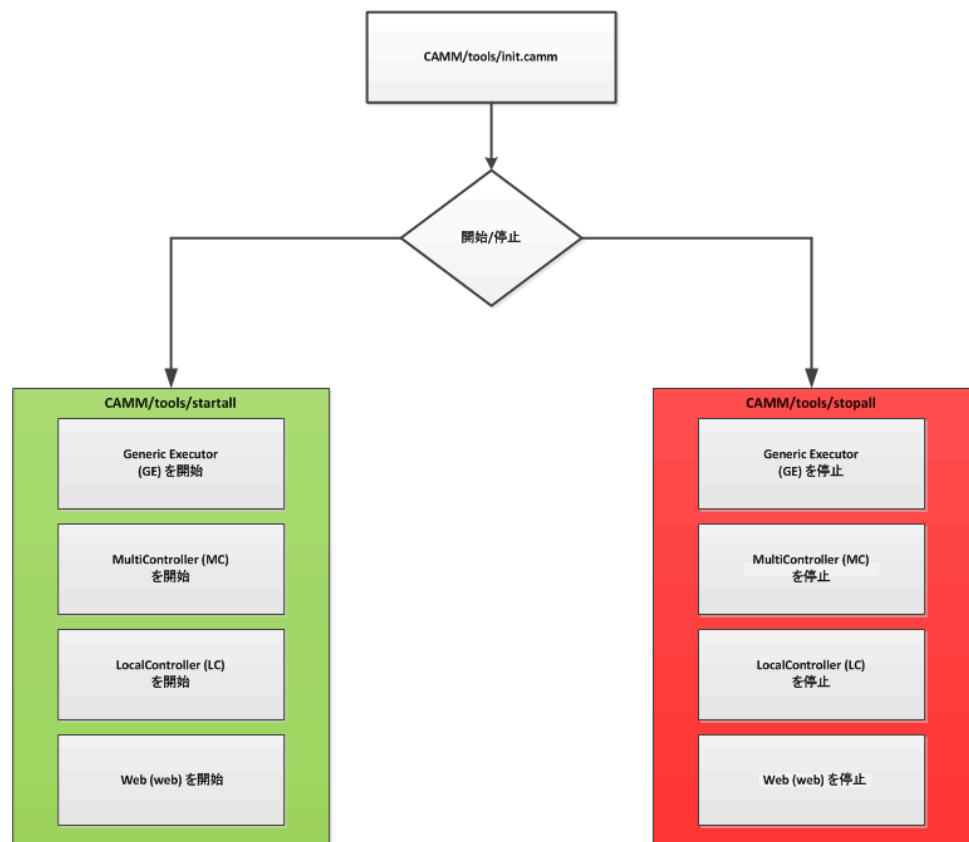 CAMM/tools/init.camm
開始/停止
CAMM/tools/startall
Generic Executor
(GE) を開始
MultiController (MC)
を開始
LocalController (LC)
を開始
Web (web) を開始
CAMM/tools/stopall
Generic Executor
(GE) を停止
MultiController (MC)
を停止
LocalController (LC)
を停止
Web (web) を停止